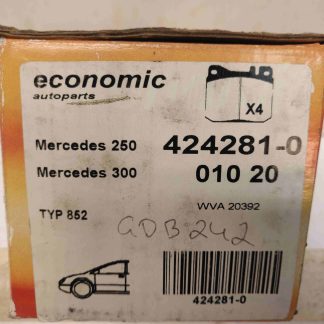 economic
autoparts
X4
Mercedes 250
424281-0
Mercedes 300
010 20
TYP 852
WVA 20392
GDB 242
424281-0